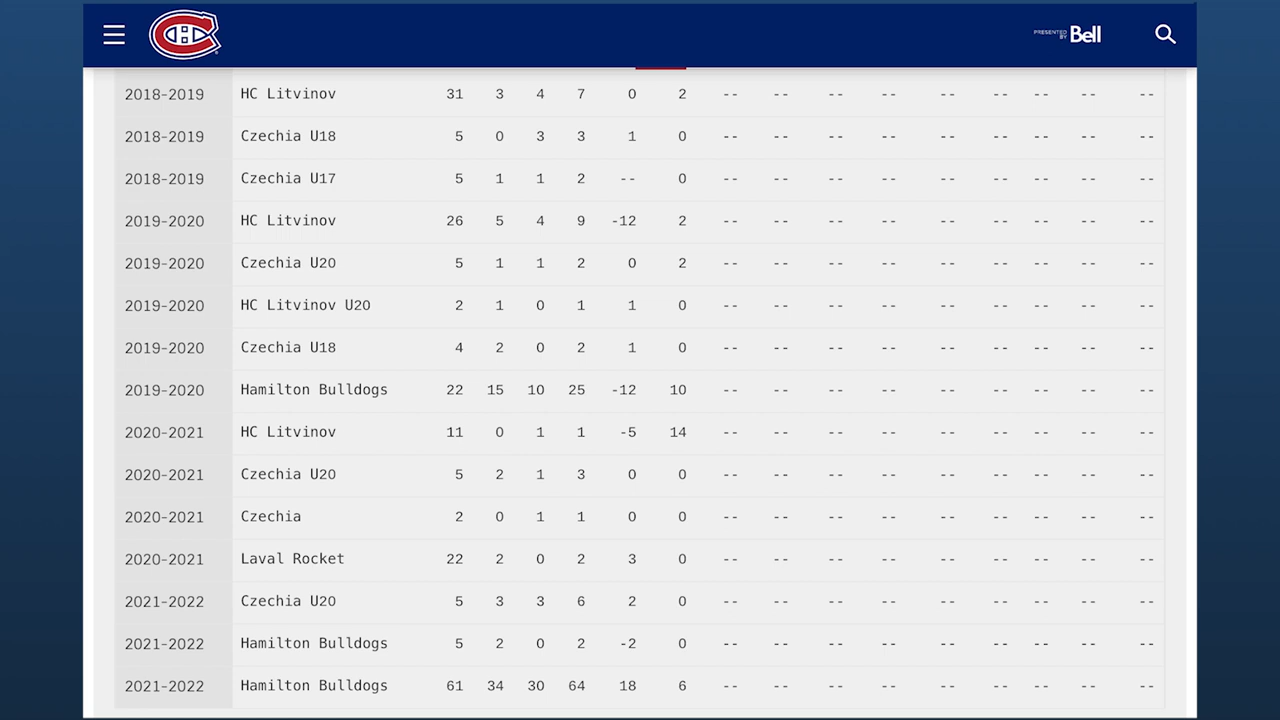 PRESENTED BY Bell
2018-2019 HC Litvinov 31 3 4 7 0 2 -- -- -- -- -- -- -- -- --
2018-2019 Czechia U18 5 0 3 3 1 0 -- -- -- -- -- -- -- -- --
2018-2019 Czechia U17 5 1 1 2 -- 0 -- -- -- -- -- -- -- -- --
2019-2020 HC Litvinov 26 5 4 9 -12 2 -- -- -- -- -- -- -- -- --
2019-2020 Czechia U20 5 1 1 2 0 2 -- -- -- -- -- -- -- -- --
2019-2020 HC Litvinov U20 2 1 0 1 1 0 -- -- -- -- -- -- -- -- --
2019-2020 Czechia U18 4 2 0 2 1 0 -- -- -- -- -- -- -- -- --
2019-2020 Hamilton Bulldogs 22 15 10 25 -12 10 -- -- -- -- -- -- -- -- --
2020-2021 HC Litvinov 11 0 1 1 -5 14 -- -- -- -- -- -- -- -- --
2020-2021 Czechia U20 5 2 1 3 0 0 -- -- -- -- -- -- -- -- --
2020-2021 Czechia 2 0 1 1 0 0 -- -- -- -- -- -- -- -- --
2020-2021 Laval Rocket 22 2 0 2 3 0 -- -- -- -- -- -- -- -- --
2021-2022 Czechia U20 5 3 3 6 2 0 -- -- -- -- -- -- -- -- --
2021-2022 Hamilton Bulldogs 5 2 0 2 -2 0 -- -- -- -- -- -- -- -- --
2021-2022 Hamilton Bulldogs 61 34 30 64 18 6 -- -- -- -- -- -- -- -- --